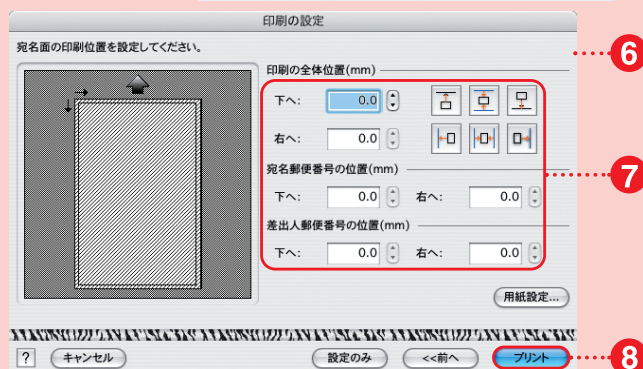 印刷の設定
宛名面の印刷位置を設定してください。
6
印刷の全体位置(mm)
下へ: 0.0
右へ: 0.0
7
宛名郵便番号の位置(mm)
下へ: 0.0 右へ: 0.0
差出人郵便番号の位置(mm)
下へ: 0.0 右へ: 0.0
用紙設定...
? キャンセル 設定のみ <<前へ プリント 8